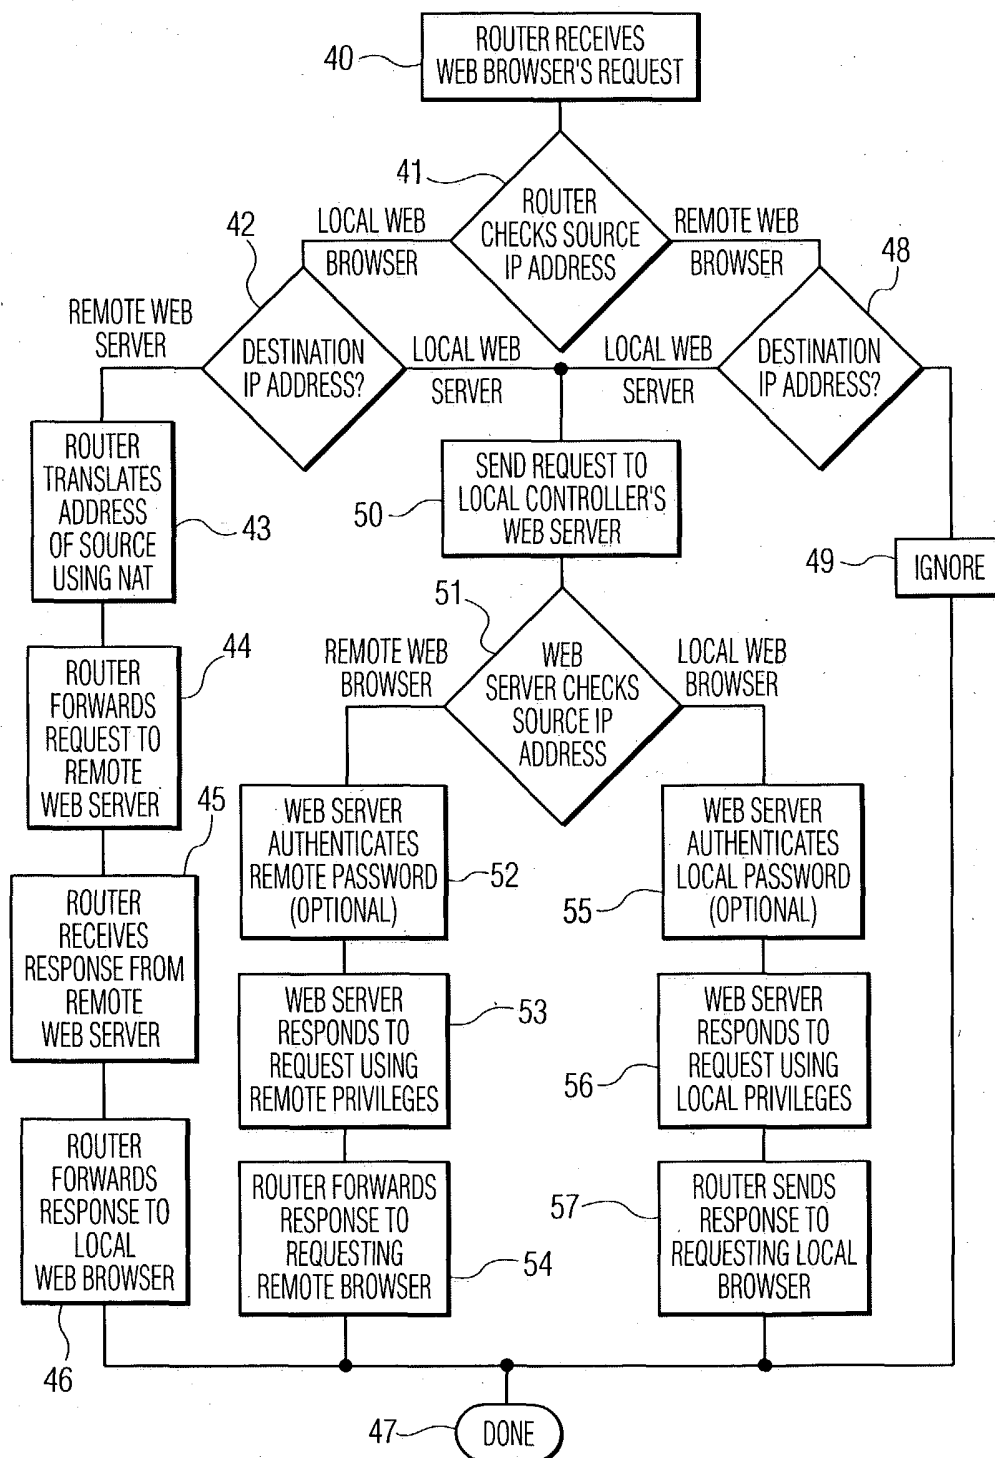 40
ROUTER RECEIVES
WEB BROWSER'S REQUEST
41
ROUTER
CHECKS SOURCE
IP ADDRESS
LOCAL WEB
BROWSER
REMOTE WEB
BROWSER
42
DESTINATION
IP ADDRESS?
48
DESTINATION
IP ADDRESS?
REMOTE WEB
SERVER
LOCAL WEB
SERVER
LOCAL WEB
SERVER
ROUTER
TRANSLATES
ADDRESS
OF SOURCE
USING NAT
43
50
SEND REQUEST TO
LOCAL CONTROLLER'S
WEB SERVER
49
IGNORE
44
ROUTER
FORWARDS
REQUEST TO
REMOTE
WEB SERVER
51
WEB
SERVER CHECKS
SOURCE IP
ADDRESS
REMOTE WEB
BROWSER
LOCAL WEB
BROWSER
45
ROUTER
RECEIVES
RESPONSE FROM
REMOTE
WEB SERVER
WEB SERVER
AUTHENTICATES
REMOTE PASSWORD
(OPTIONAL)
52
55
WEB SERVER
AUTHENTICATES
LOCAL PASSWORD
(OPTIONAL)
WEB SERVER
RESPONDS TO
REQUEST USING
REMOTE PRIVILEGES
53
56
WEB SERVER
RESPONDS TO
REQUEST USING
LOCAL PRIVILEGES
ROUTER
FORWARDS
RESPONSE TO
LOCAL
WEB BROWSER
46
ROUTER FORWARDS
RESPONSE TO
REQUESTING
REMOTE BROWSER
54
57
ROUTER SENDS
RESPONSE TO
REQUESTING LOCAL
BROWSER
47
DONE